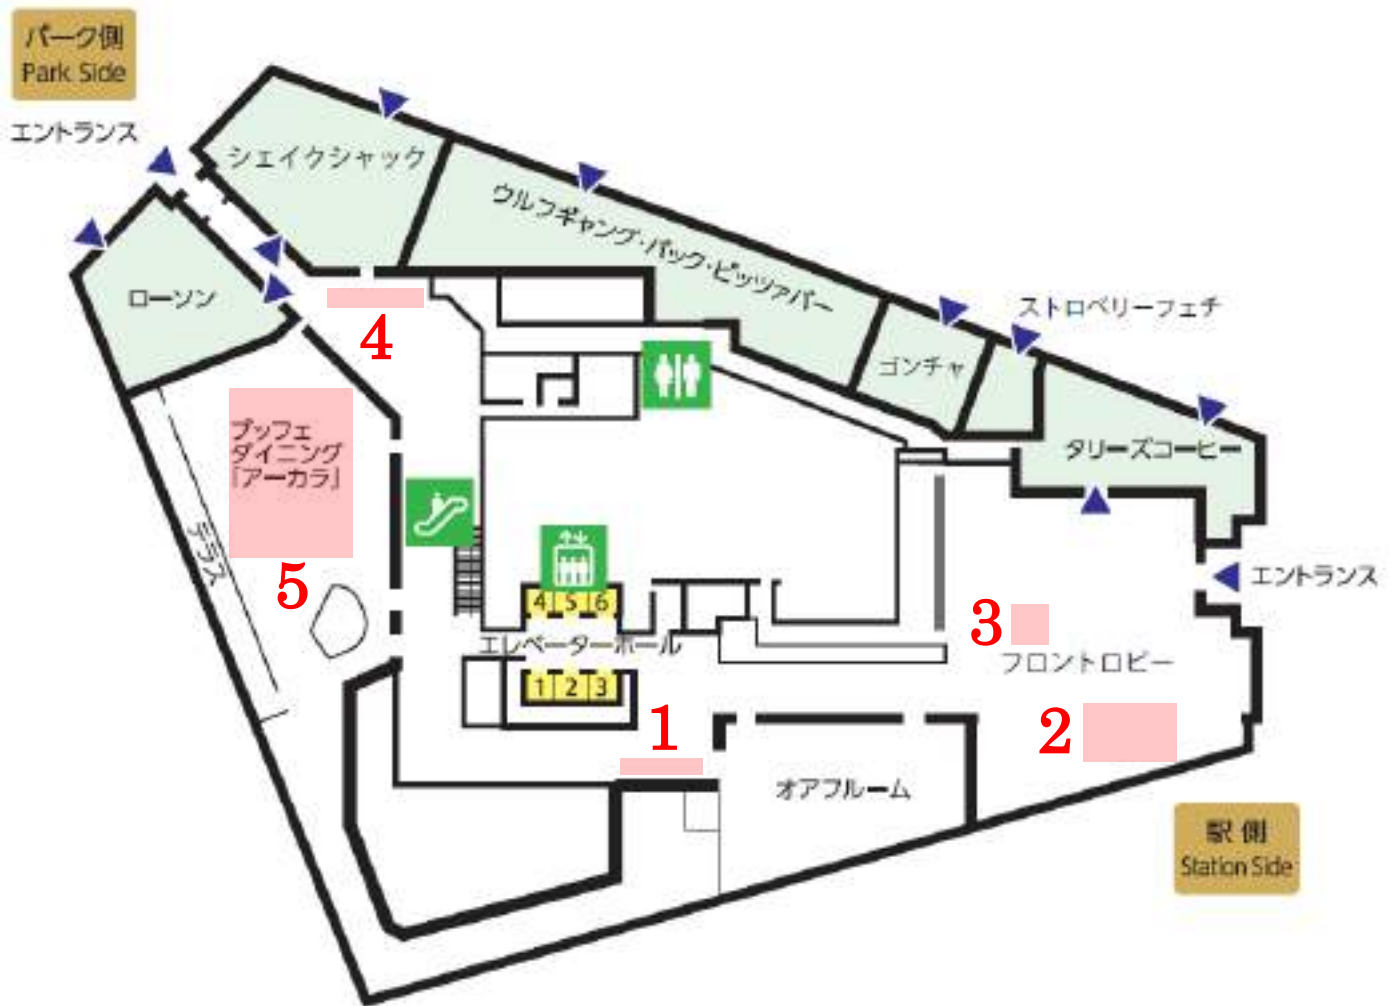 パーク側
Park Side
エントランス
シェイクシャック
ウルフギャング・パック・ピッツァバー
ローソン
ストロベリーフェチ
4
ゴンチャ
ブッフェ
ダイニング
「アーカラ」
タリーズコーヒー
テラス
5
4 5 6
エントランス
3
エレベーターホール
フロントロビー
1 2 3
1
2
オアフルーム
駅側
Station Side